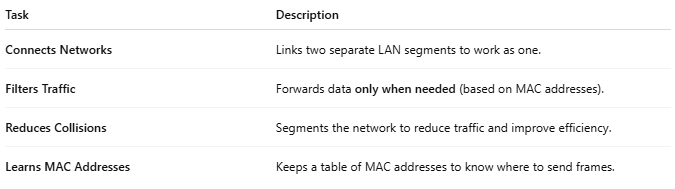 Task Description
Connects Networks Links two separate LAN segments to work as one.
Filters Traffic Forwards data only when needed (based on MAC addresses).
Reduces Collisions Segments the network to reduce traffic and improve efficiency.
Learns MAC Addresses Keeps a table of MAC addresses to know where to send frames.